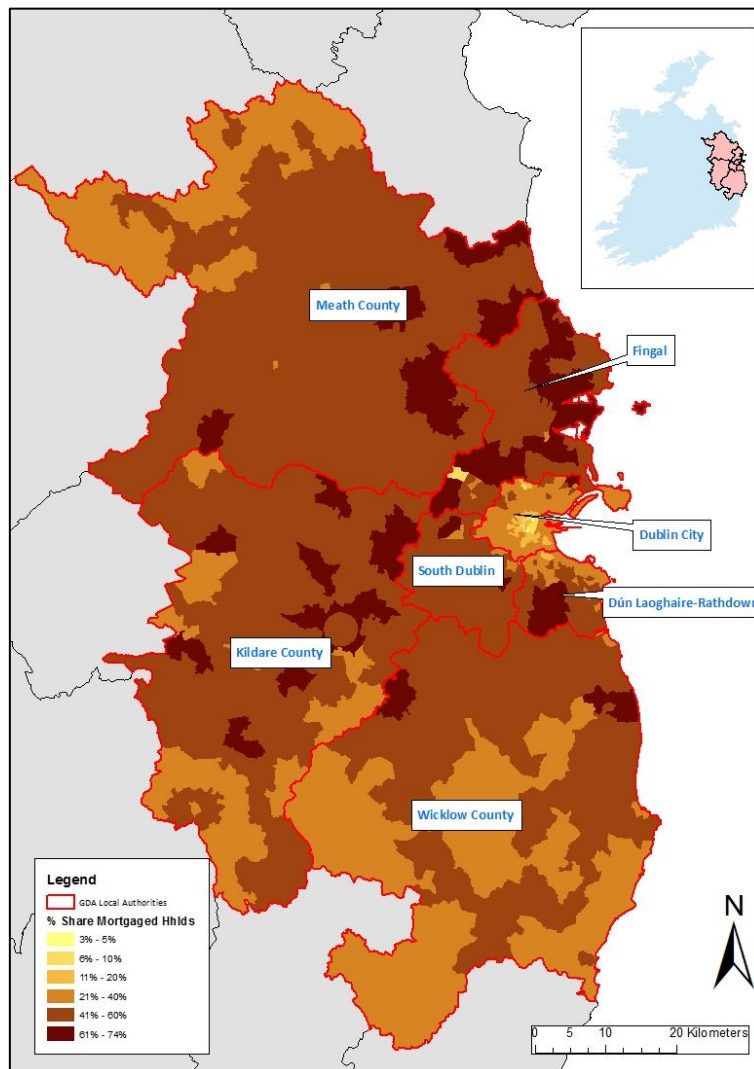 Meath County
Fingal
Dublin City
South Dublin
Dún Laoghaire-Rathdown
Kildare County
Wicklow County
Legend
GDA Local Authorities
% Share Mortgaged Hhlds
3% - 5%
6% - 10%
11% - 20%
21% - 40%
41% - 60%
61% - 74%
N
0 5 10 20 Kilometers